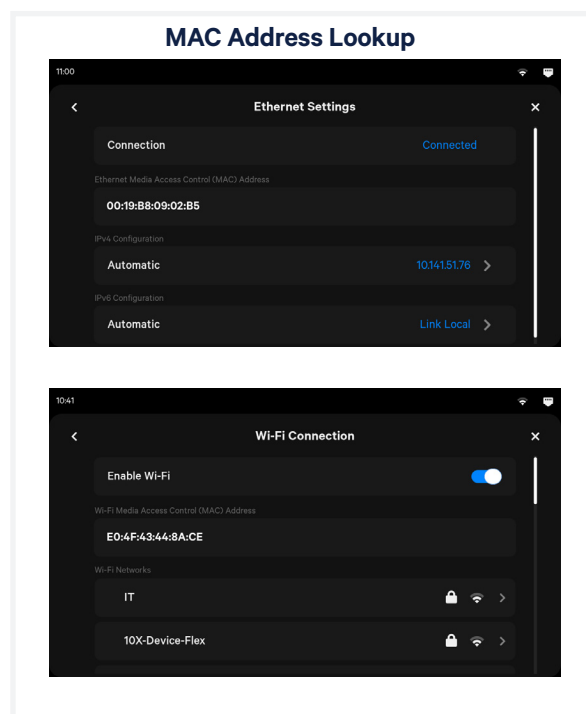 MAC Address Lookup
11:00
Ethernet Settings
Connection Connected
Ethernet Media Access Control (MAC) Address
00:19:B8:09:02:B5
IPv4 Configuration
Automatic 10.141.51.76
IPv6 Configuration
Automatic Link Local
10:41
Wi-Fi Connection
Enable Wi-Fi
Wi-Fi Media Access Control (MAC) Address
E0:4F:43:44:8A:CE
Wi-Fi Networks
IT
10X-Device-Flex